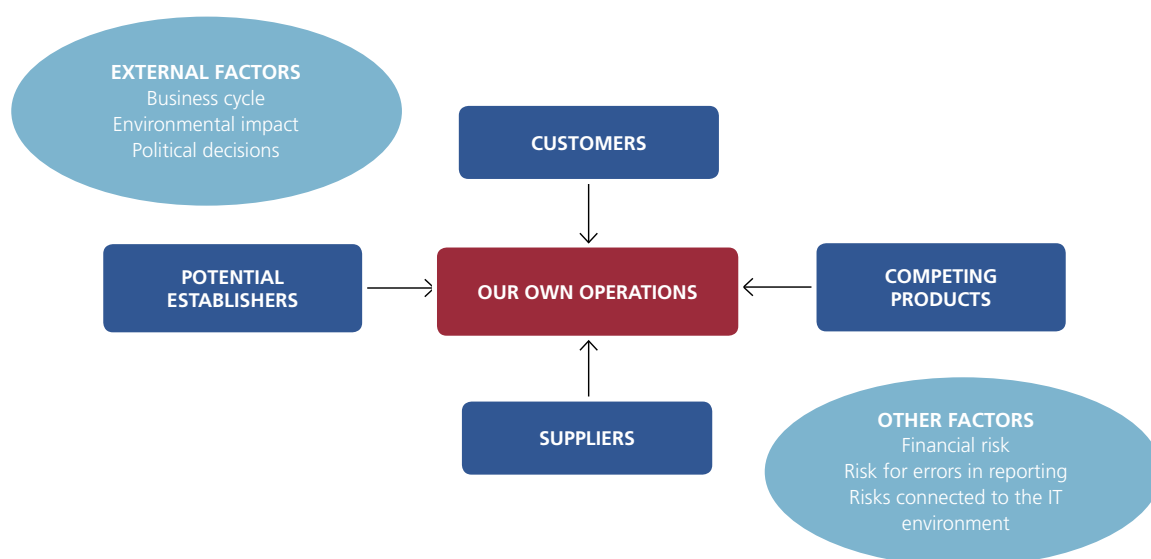 EXTERNAL FACTORS
Business cycle
Environmental impact
Political decisions
CUSTOMERS
POTENTIAL
ESTABLISHERS
OUR OWN OPERATIONS
COMPETING
PRODUCTS
SUPPLIERS
OTHER FACTORS
Financial risk
Risk for errors in reporting
Risks connected to the IT
environment